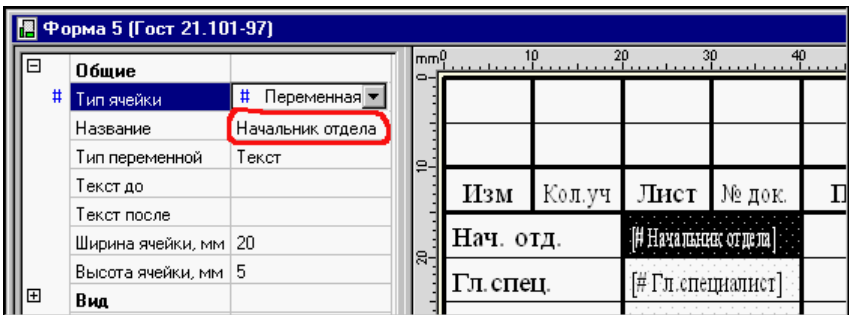 Форма 5 (Гост 21.101-97)
Общие
# Тип ячейки # Переменная
Название Начальник отдела
Тип переменной Текст
Текст до
Текст после
Ширина ячейки, мм 20
Высота ячейки, мм 5
Вид
mm 0 10 20 30 40
0
10
20
Изм Кол.уч Лист № док. П
Нач. отд. [# Начальник отдела]
Гл.спец. [# Гл.специалист]